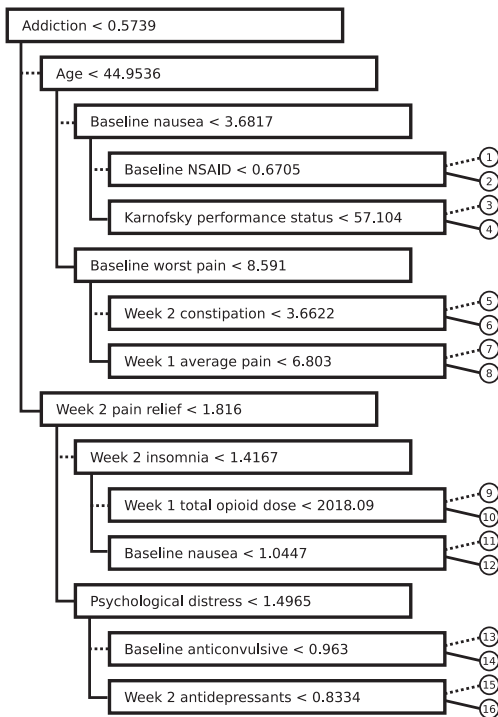 Addiction < 0.5739
Age < 44.9536
Baseline nausea < 3.6817
Baseline NSAID < 0.6705
1
2
Karnofsky performance status < 57.104
3
4
Baseline worst pain < 8.591
Week 2 constipation < 3.6622
5
6
Week 1 average pain < 6.803
7
8
Week 2 pain relief < 1.816
Week 2 insomnia < 1.4167
Week 1 total opioid dose < 2018.09
9
10
Baseline nausea < 1.0447
11
12
Psychological distress < 1.4965
Baseline anticonvulsive < 0.963
13
14
Week 2 antidepressants < 0.8334
15
16